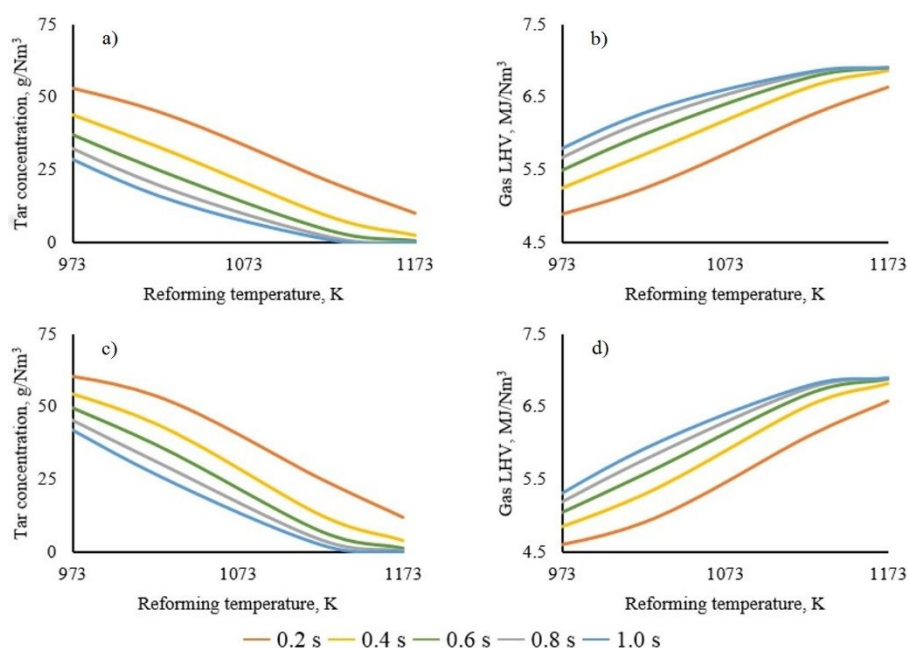 a)
Tar concentration, g/Nm³
75
50
25
0
973
1073
1173
Reforming temperature, K
b)
Gas LHV, MJ/Nm³
7.5
6.5
5.5
4.5
973
1073
1173
Reforming temperature, K
c)
Tar concentration, g/Nm³
75
50
25
0
973
1073
1173
Reforming temperature, K
d)
Gas LHV, MJ/Nm³
7.5
6.5
5.5
4.5
973
1073
1173
Reforming temperature, K
0.2 s 0.4 s 0.6 s 0.8 s 1.0 s